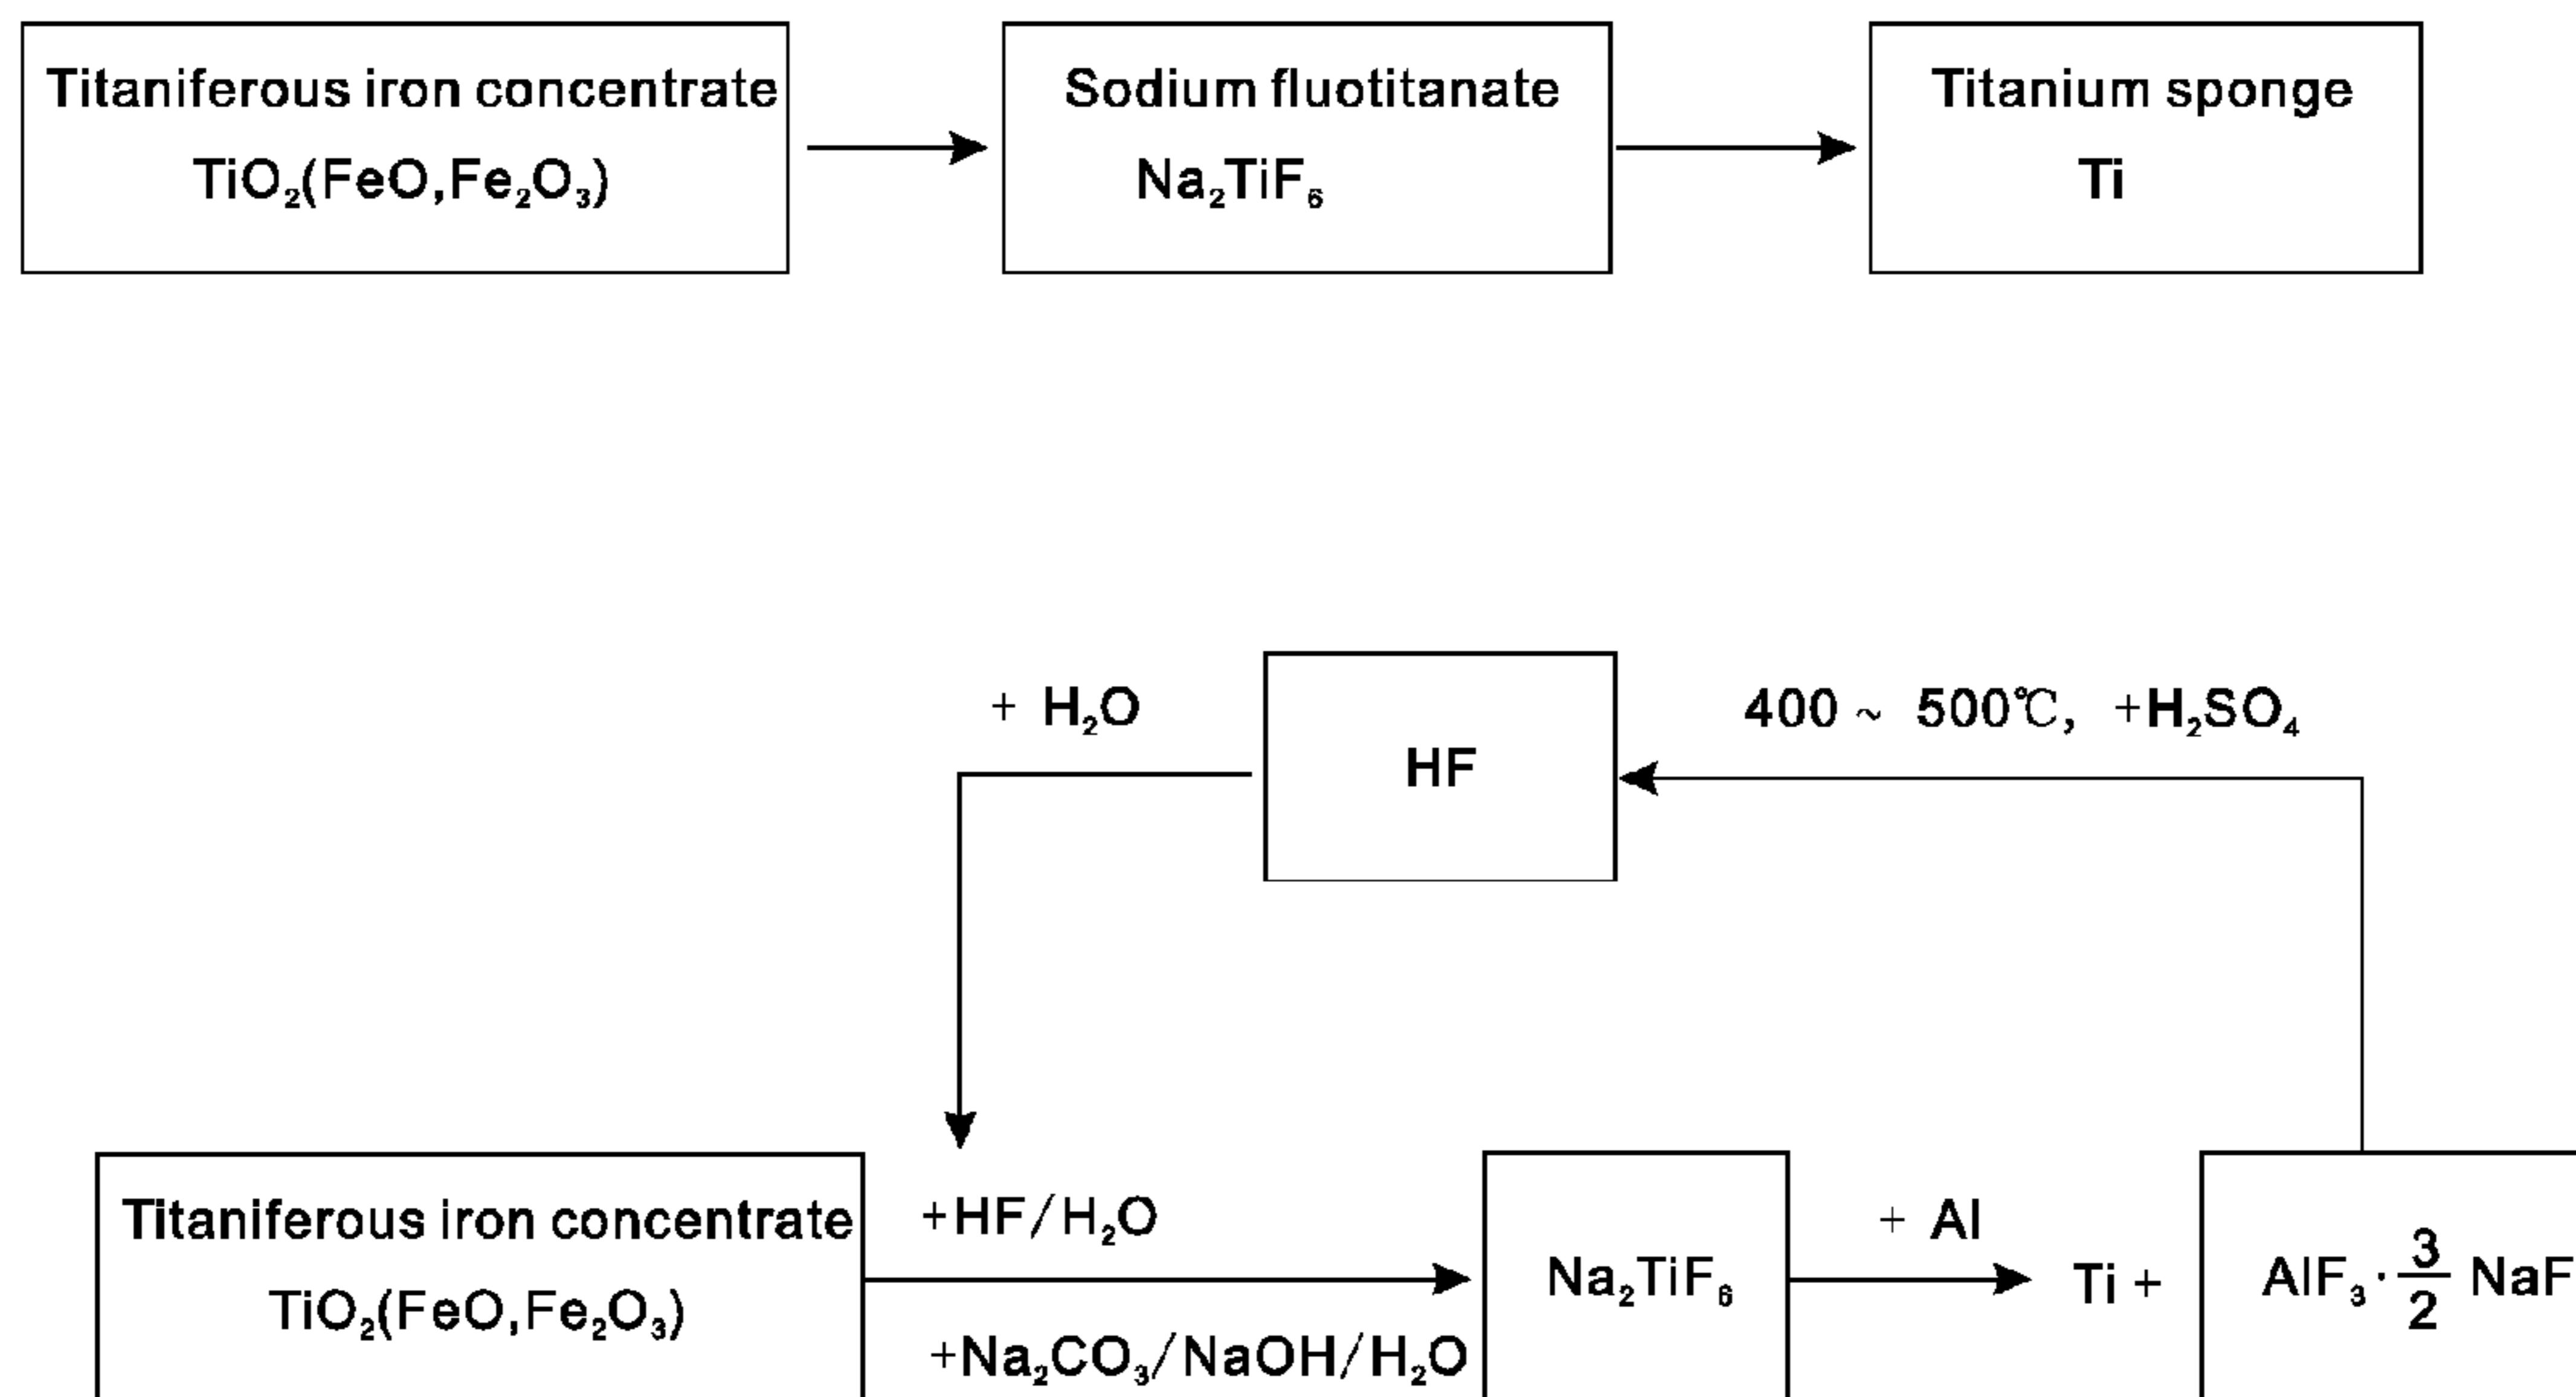 Titaniferous iron concentrate
TiO₂(FeO,Fe₂O₃)
Sodium fluotitanate
Na₂TiF₆
Titanium sponge
Ti
+ H₂O
HF
400 ~ 500℃, +H₂SO₄
Titaniferous iron concentrate
TiO₂(FeO,Fe₂O₃)
+HF/H₂O
+Na₂CO₃/NaOH/H₂O
Na₂TiF₆
+ Al
Ti +
AlF₃·3/2 NaF